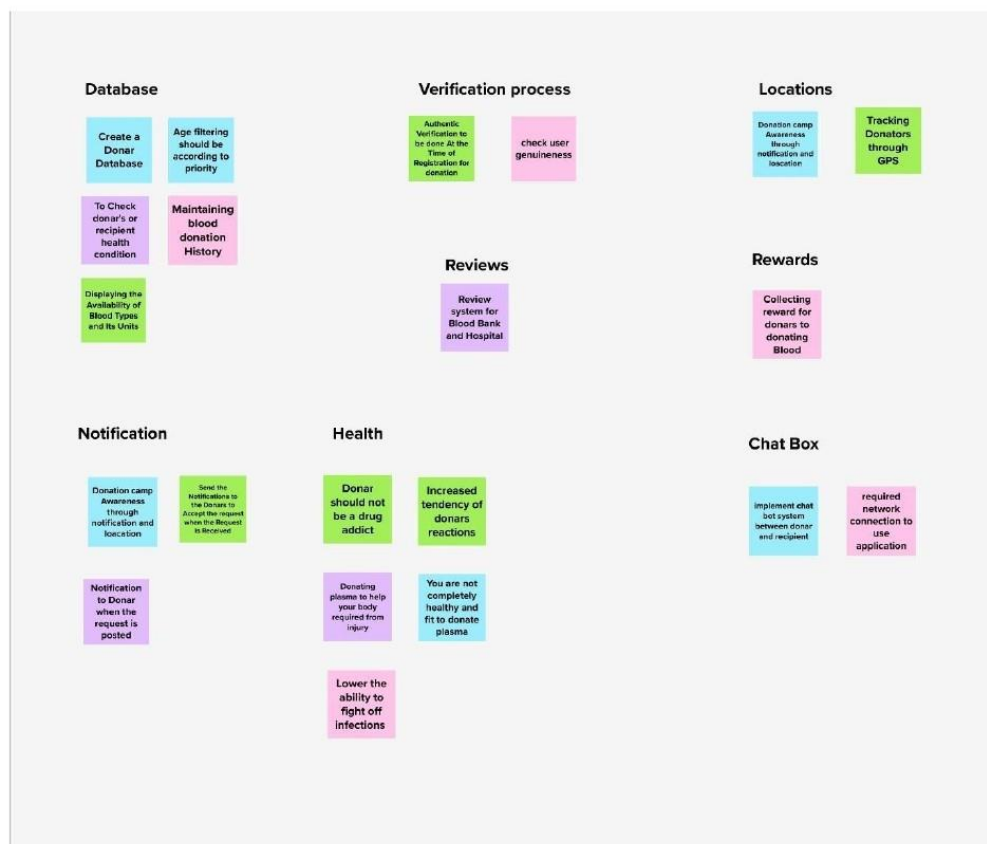 Database
Create a
Donar
Database
Age filtering
should be
according to
priority
To Check
donar's or
recipient
health
condition
Maintaining
blood
donation
History
Displaying the
Availability of
Blood Types
and Its Units
Verification process
Authentic
Verification to
be done At the
Time of
Registration for
donation
check user
genuineness
Locations
Donation camp
Awareness
through
notification and
loacation
Tracking
Donators
through
GPS
Reviews
Review
system for
Blood Bank
and Hospital
Rewards
Collecting
reward for
donars to
donating
Blood
Notification
Donation camp
Awareness
through
notification and
loacation
Send the
Notifications to
the Donars to
Accept the request
when the Request
is Received
Notification
to Donar
when the
request is
posted
Health
Donar
should not
be a drug
addict
Increased
tendency of
donars
reactions
Donating
plasma to help
your body
required from
injury
You are not
completely
healthy and
fit to donate
plasma
Lower the
ability to
fight off
infections
Chat Box
implement chat
bot system
between donar
and recipient
required
network
connection to
use
application